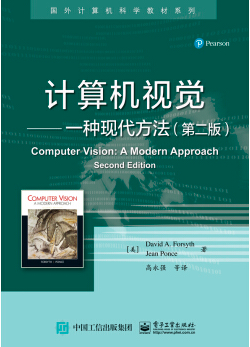 国外计算机科学教材系列
Pearson
计算机视觉
——一种现代方法（第二版）
Computer Vision: A Modern Approach
Second Edition
COMPUTER VISION
A MODERN APPROACH
FORSYTH PONCE
[美] David A. Forsyth
Jean Ponce 著
高永强 等译
中国工信出版集团
电子工业出版社